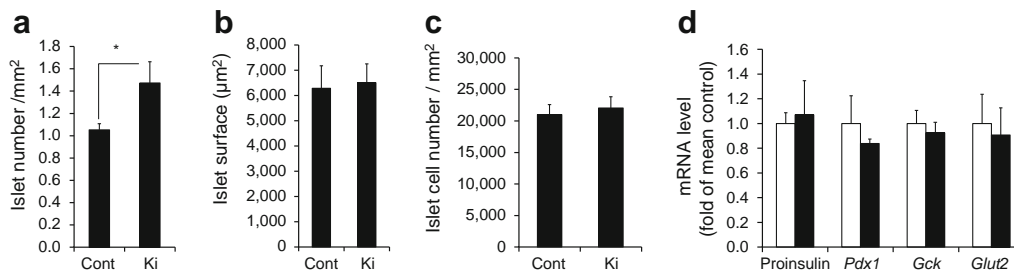 a
Islet number /mm²
1.8
1.6
1.4
1.2
1.0
0.8
0.6
0.4
0.2
0.0
*
Cont Ki
b
Islet surface (µm²)
8,000
7,000
6,000
5,000
4,000
3,000
2,000
1,000
0
Cont Ki
c
Islet cell number / mm²
30,000
25,000
20,000
15,000
22,000
5,000
0
Cont Ki
d
mRNA level
(fold of mean control)
1.6
1.4
1.2
1.0
0.8
0.6
0.4
0.2
0.0
Proinsulin Pdx1 Gck Glut2